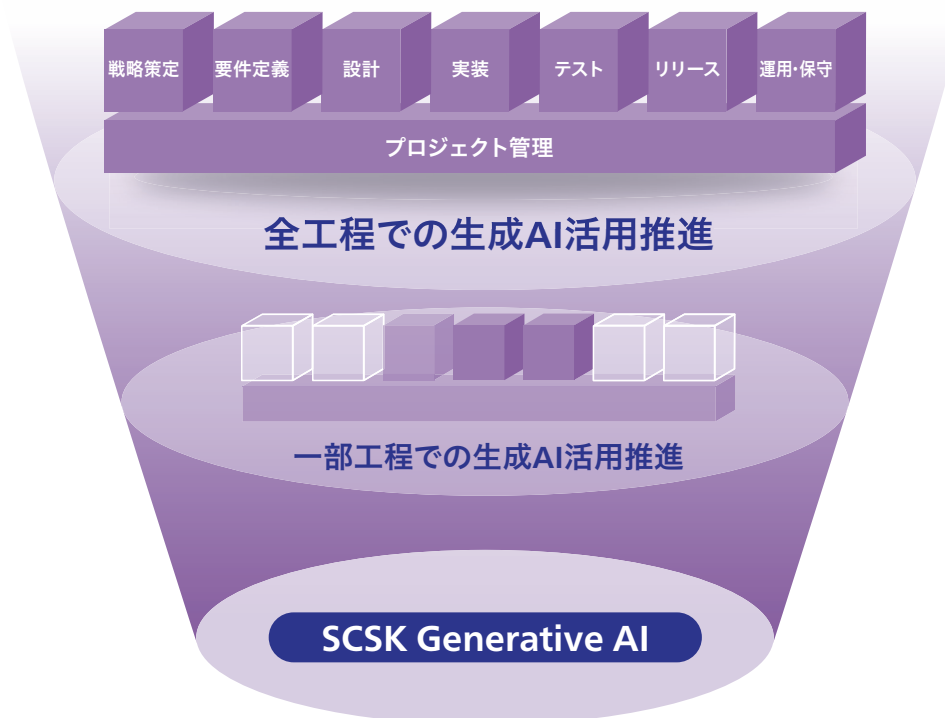 戦略策定
要件定義
設計
実装
テスト
リリース
運用・保守
プロジェクト管理
全工程での生成AI活用推進
一部工程での生成AI活用推進
SCSK Generative AI